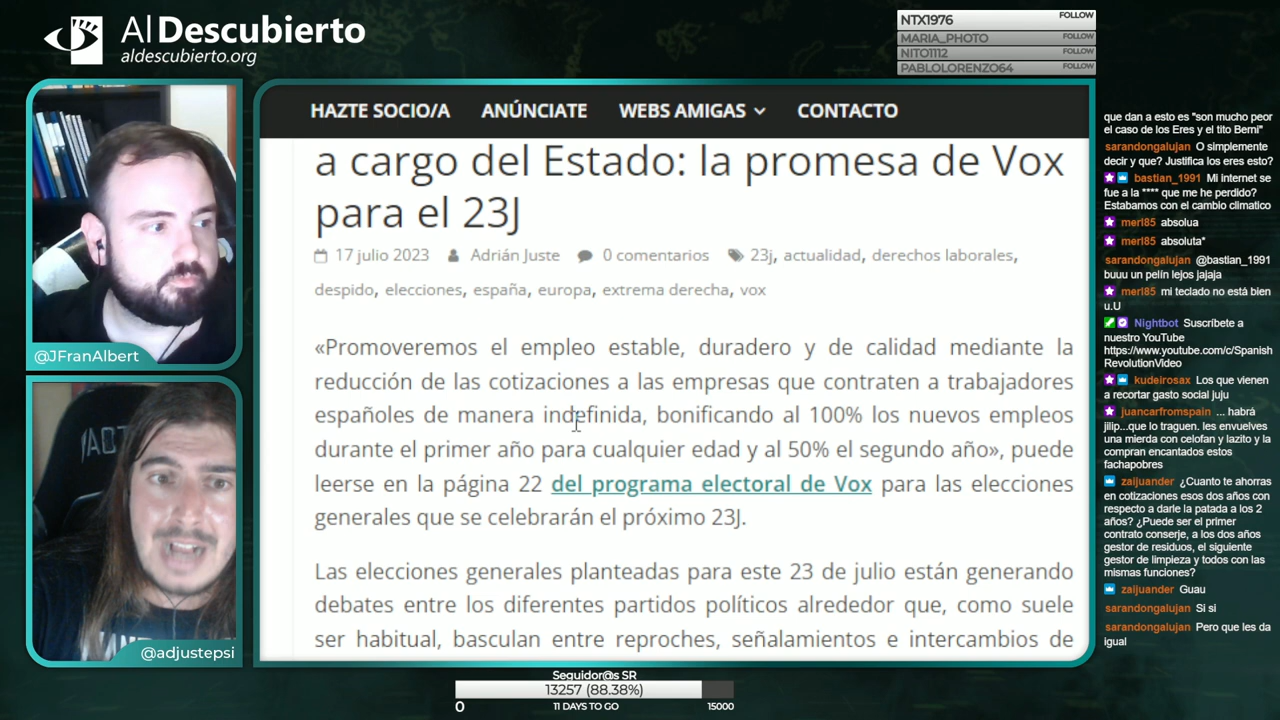 Al Descubierto
aldescubierto.org
NTX1976 FOLLOW
MARIA_PHOTO FOLLOW
NITO1112 FOLLOW
PABLOLORENZO64 FOLLOW
HAZTE SOCIO/A ANÚNCIATE WEBS AMIGAS CONTACTO
a cargo del Estado: la promesa de Vox
para el 23J
17 julio 2023 Adrián Juste 0 comentarios 23j, actualidad, derechos laborales,
despido, elecciones, españa, europa, extrema derecha, vox
«Promoveremos el empleo estable, duradero y de calidad mediante la
reducción de las cotizaciones a las empresas que contraten a trabajadores
españoles de manera indefinida, bonificando al 100% los nuevos empleos
durante el primer año para cualquier edad y al 50% el segundo año», puede
leerse en la página 22 del programa electoral de Vox para las elecciones
generales que se celebrarán el próximo 23J.
Las elecciones generales planteadas para este 23 de julio están generando
debates entre los diferentes partidos políticos alrededor que, como suele
ser habitual, basculan entre reproches, señalamientos e intercambios de
@JFranAlbert
@adjustepsi
que dan a esto es "son mucho peor
el caso de los Eres y el tito Berni"
sarandongalujan O simplemente
decir y que? Justifica los eres esto?
bastian_1991 Mi internet se
fue a la **** que me he perdido?
Estabamos con el cambio climatico
merl85 absolua
merl85 absoluta*
sarandongalujan @bastian_1991
buuu un pelín lejos jajaja
merl85 mi teclado no está bien
u.U
Nightbot Suscríbete a
nuestro YouTube
https://www.youtube.com/c/Spanish
RevolutionVideo
kudeirosax Los que vienen
a recortar gasto social juju
juancarfromspain ... habrá
jilip...que lo traguen. les envuelves
una mierda con celofan y lazito y la
compran encantados estos
fachapobres
zaijuander ¿Cuanto te ahorras
en cotizaciones esos dos años con
respecto a darle la patada a los 2
años? ¿Puede ser el primer
contrato conserje, a los dos años
gestor de residuos, el siguiente
gestor de limpieza y todos con las
mismas funciones?
zaijuander Guau
sarandongalujan Si si
sarandongalujan Pero que les da
igual
Seguidor@s SR
13257 (88.38%)
0 11 DAYS TO GO 15000